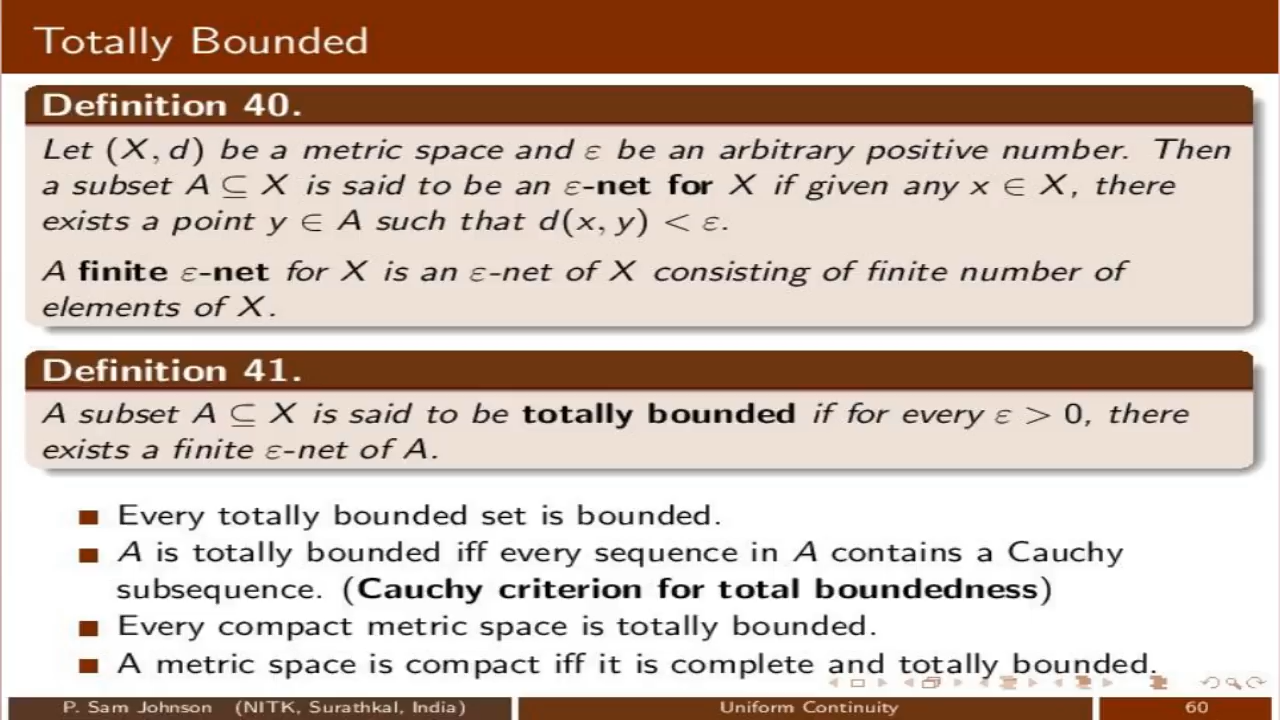 Totally Bounded
Definition 40.
Let (X, d) be a metric space and ε be an arbitrary positive number. Then
a subset A ⊆ X is said to be an ε-net for X if given any x ∈ X, there
exists a point y ∈ A such that d(x, y) < ε.
A finite ε-net for X is an ε-net of X consisting of finite number of
elements of X.
Definition 41.
A subset A ⊆ X is said to be totally bounded if for every ε > 0, there
exists a finite ε-net of A.
Every totally bounded set is bounded.
A is totally bounded iff every sequence in A contains a Cauchy
subsequence. (Cauchy criterion for total boundedness)
Every compact metric space is totally bounded.
A metric space is compact iff it is complete and totally bounded.
P. Sam Johnson (NITK, Surathkal, India) Uniform Continuity 60